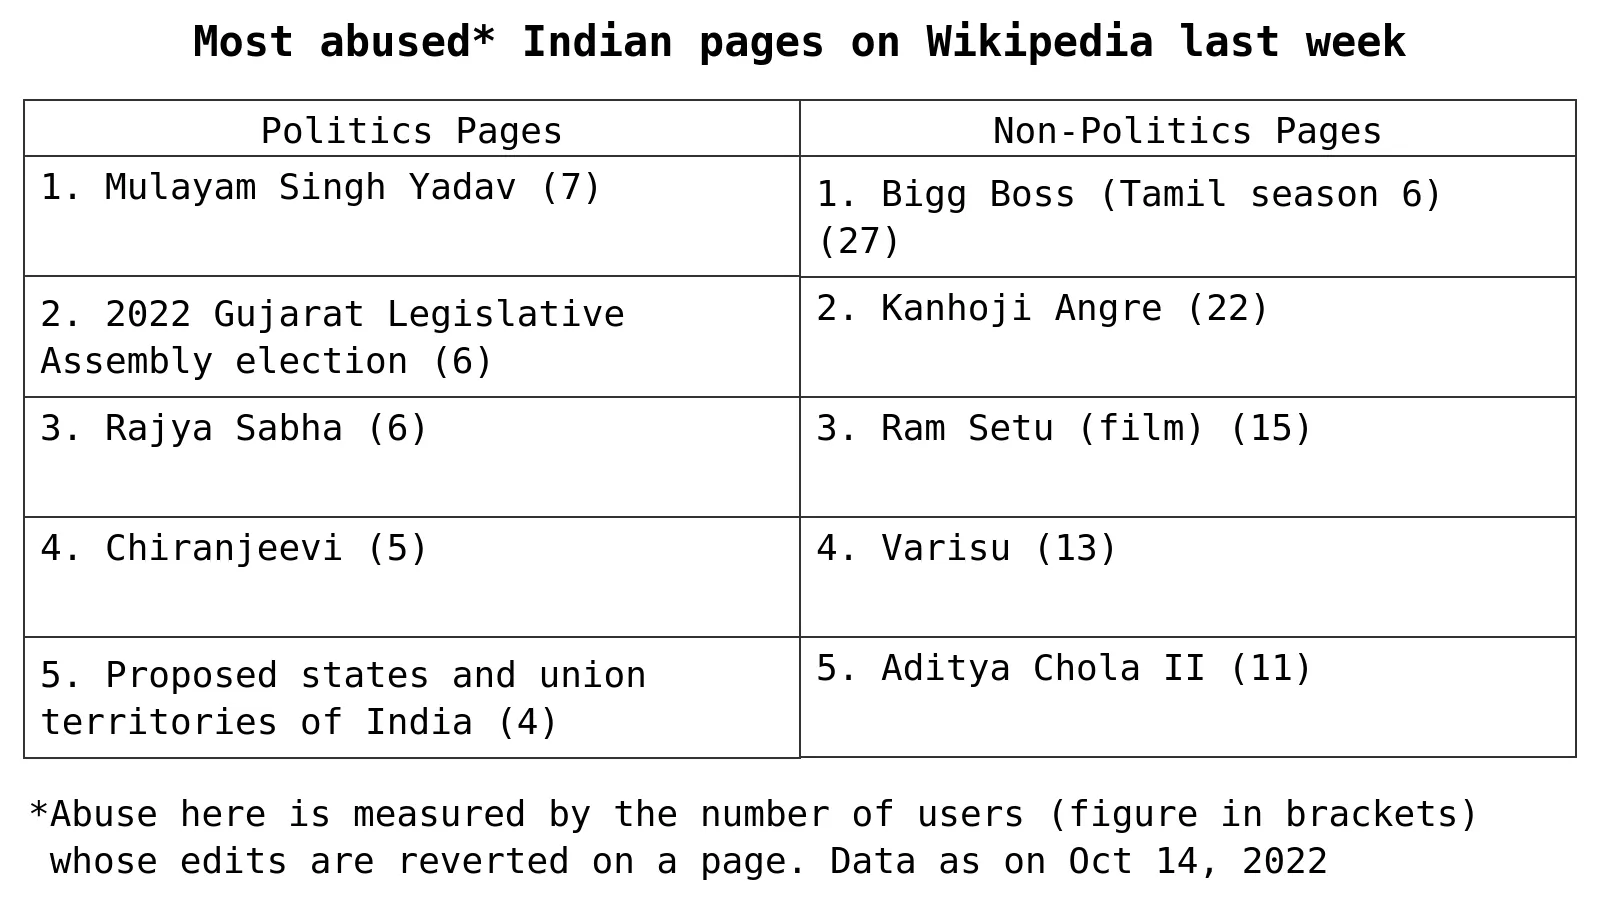 Most abused* Indian pages on Wikipedia last week
Politics Pages
1. Mulayam Singh Yadav (7)
2. 2022 Gujarat Legislative
Assembly election (6)
3. Rajya Sabha (6)
4. Chiranjeevi (5)
5. Proposed states and union
territories of India (4)
Non-Politics Pages
1. Bigg Boss (Tamil season 6)
(27)
2. Kanhoji Angre (22)
3. Ram Setu (film) (15)
4. Varisu (13)
5. Aditya Chola II (11)
*Abuse here is measured by the number of users (figure in brackets)
whose edits are reverted on a page. Data as on Oct 14, 2022